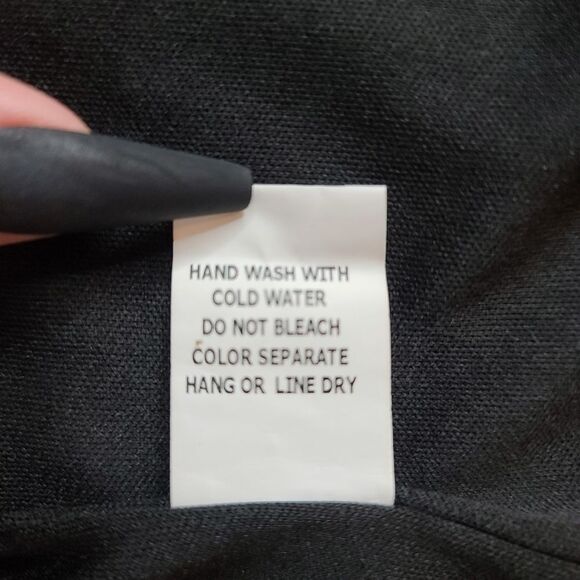 HAND WASH WITH
COLD WATER
DO NOT BLEACH
COLOR SEPARATE
HANG OR LINE DRY